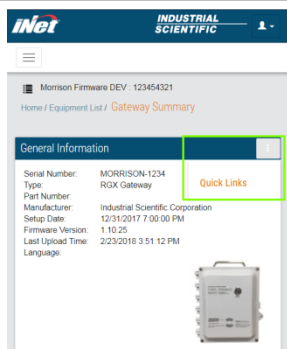 iNet
INDUSTRIAL
SCIENTIFIC
Morrison Firmware DEV : 123454321
Home / Equipment List / Gateway Summary
General Information
Serial Number: MORRISON-1234
Type: RGX Gateway
Part Number:
Manufacturer: Industrial Scientific Corporation
Setup Date: 12/31/2017 7:00:00 PM
Firmware Version: 1.10.25
Last Upload Time: 2/23/2018 3:51:12 PM
Language:
Quick Links